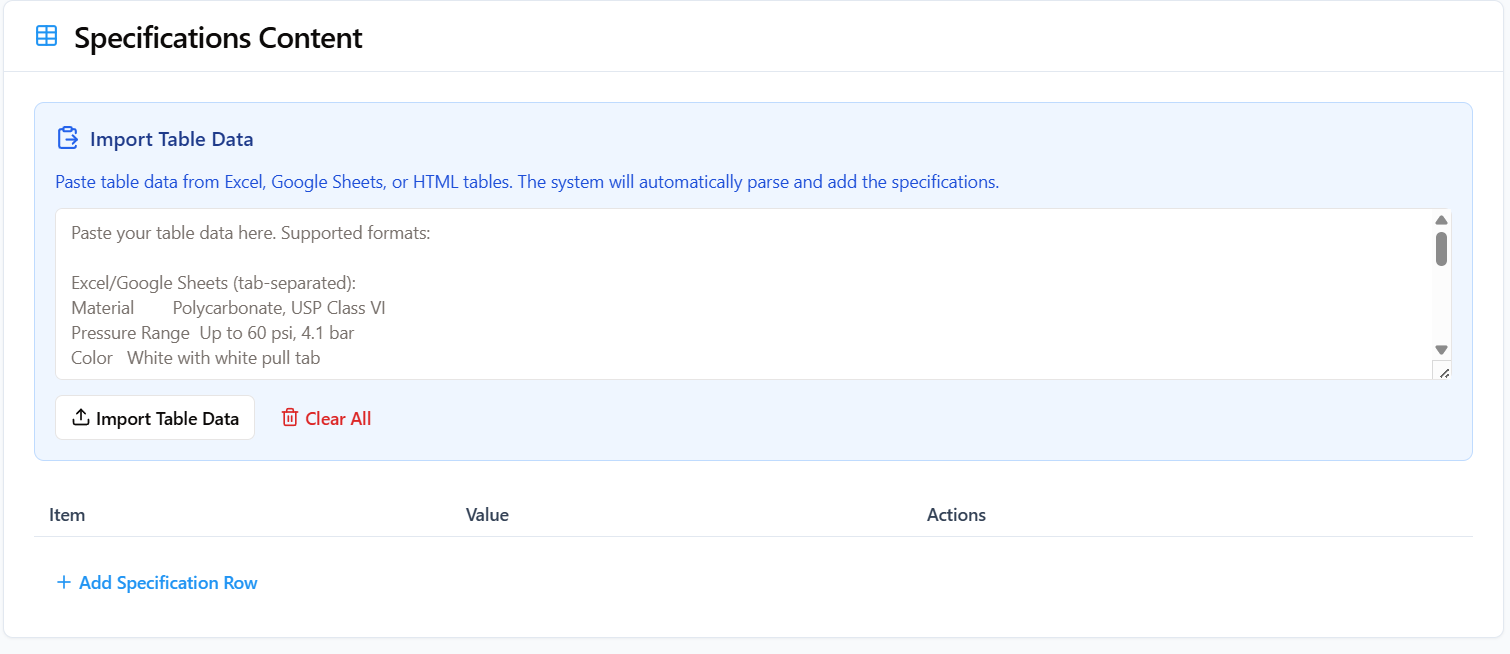 Specifications Content
Import Table Data
Paste table data from Excel, Google Sheets, or HTML tables. The system will automatically parse and add the specifications.
Paste your table data here. Supported formats:
Excel/Google Sheets (tab-separated):
Material Polycarbonate, USP Class VI
Pressure Range Up to 60 psi, 4.1 bar
Color White with white pull tab
Import Table Data Clear All
Item Value Actions
+ Add Specification Row